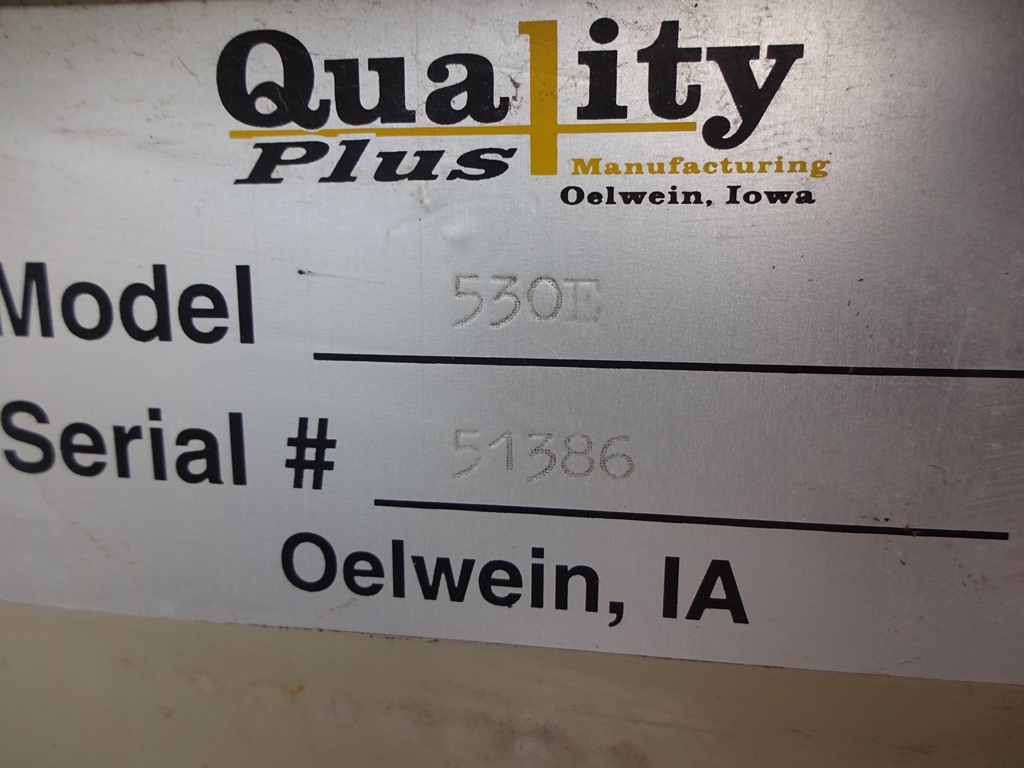 Quality
Plus Manufacturing
Oelwein, Iowa
Model 530E
Serial # 51386
Oelwein, IA